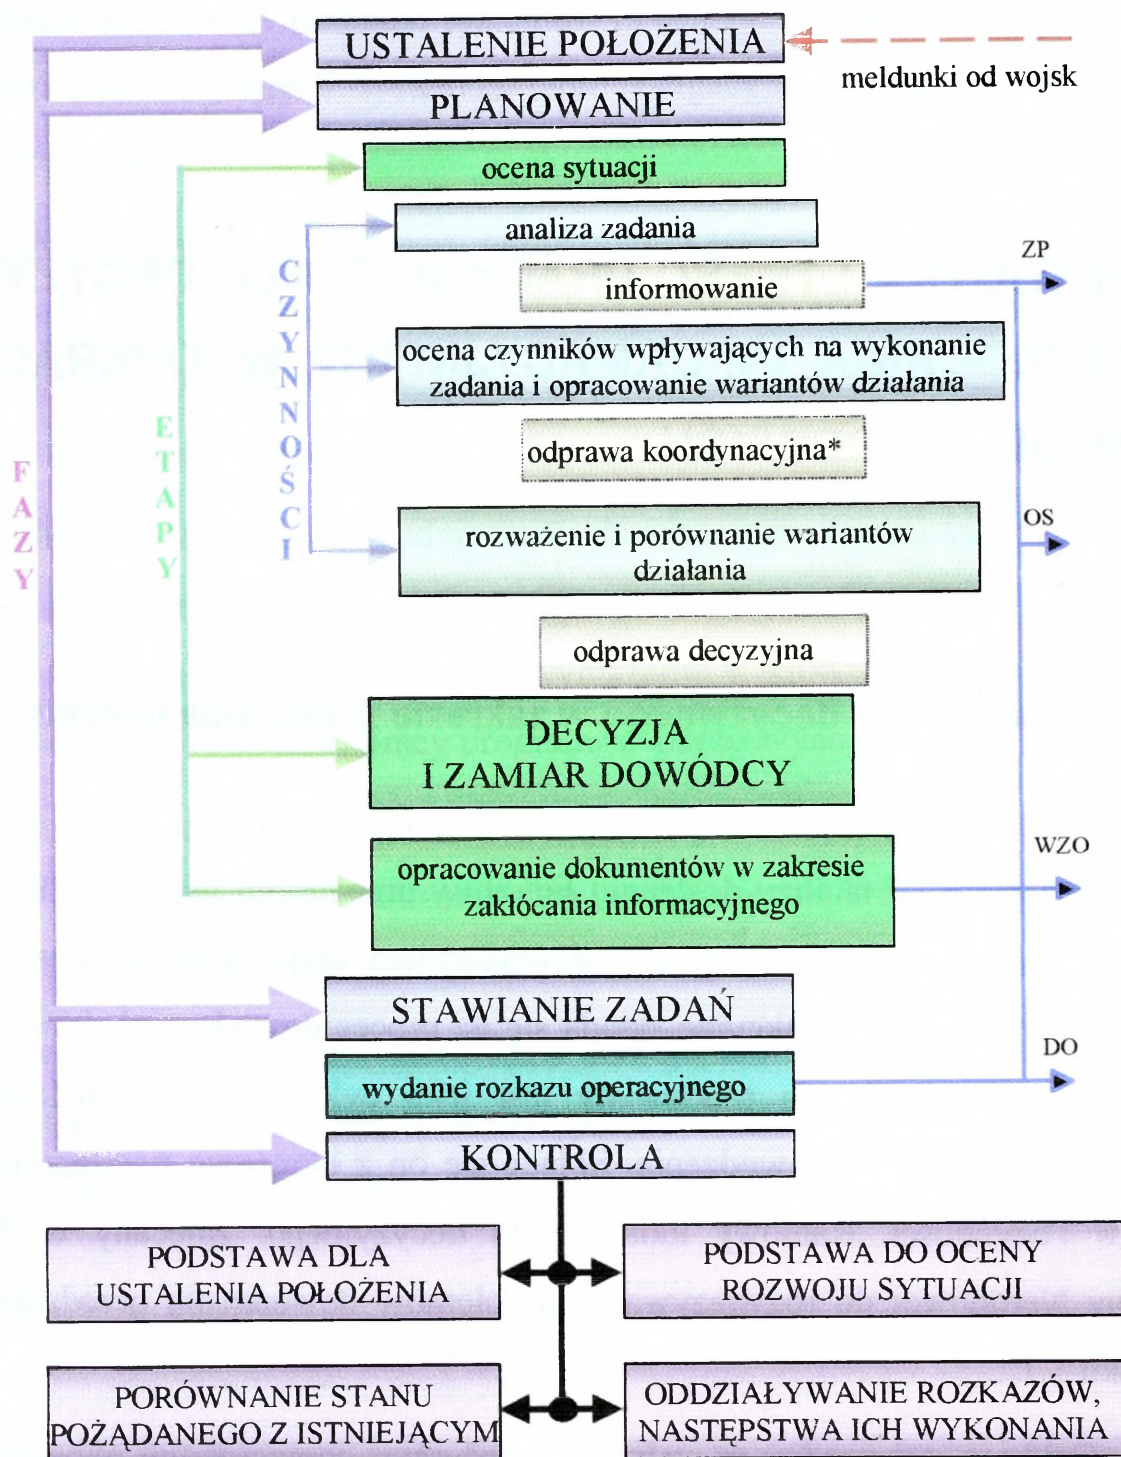 USTALENIE POŁOŻENIA
meldunki od wojsk
PLANOWANIE
ocena sytuacji
analiza zadania
ZP
informowanie
ocena czynników wpływających na wykonanie
zadania i opracowanie wariantów działania
odprawa koordynacyjna*
OS
rozważenie i porównanie wariantów
działania
odprawa decyzyjna
FAZY
ETAPY
CZYNNOŚCI
DECYZJA
I ZAMIAR DOWÓDCY
WZO
opracowanie dokumentów w zakresie
zakłócania informacyjnego
STAWIANIE ZADAŃ
DO
wydanie rozkazu operacyjnego
KONTROLA
PODSTAWA DLA
USTALENIA POŁOŻENIA
PODSTAWA DO OCENY
ROZWOJU SYTUACJI
PORÓWNANIE STANU
POŻĄDANEGO Z ISTNIEJĄCYM
ODDZIAŁYWANIE ROZKAZÓW,
NASTĘPSTWA ICH WYKONANIA